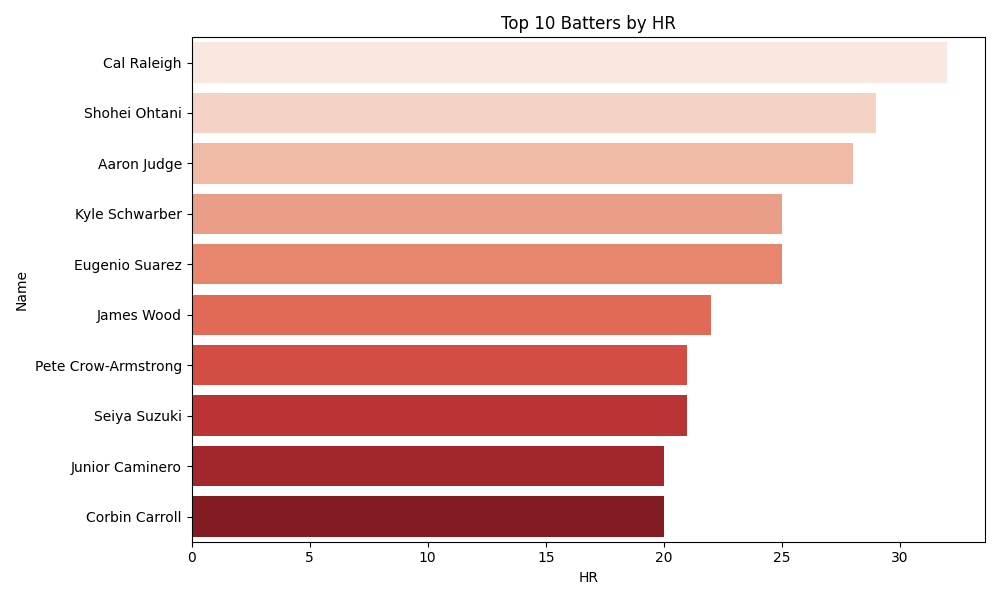 Top 10 Batters by HR
Name
Cal Raleigh
Shohei Ohtani
Aaron Judge
Kyle Schwarber
Eugenio Suarez
James Wood
Pete Crow-Armstrong
Seiya Suzuki
Junior Caminero
Corbin Carroll
0 5 10 15 20 25 30
HR